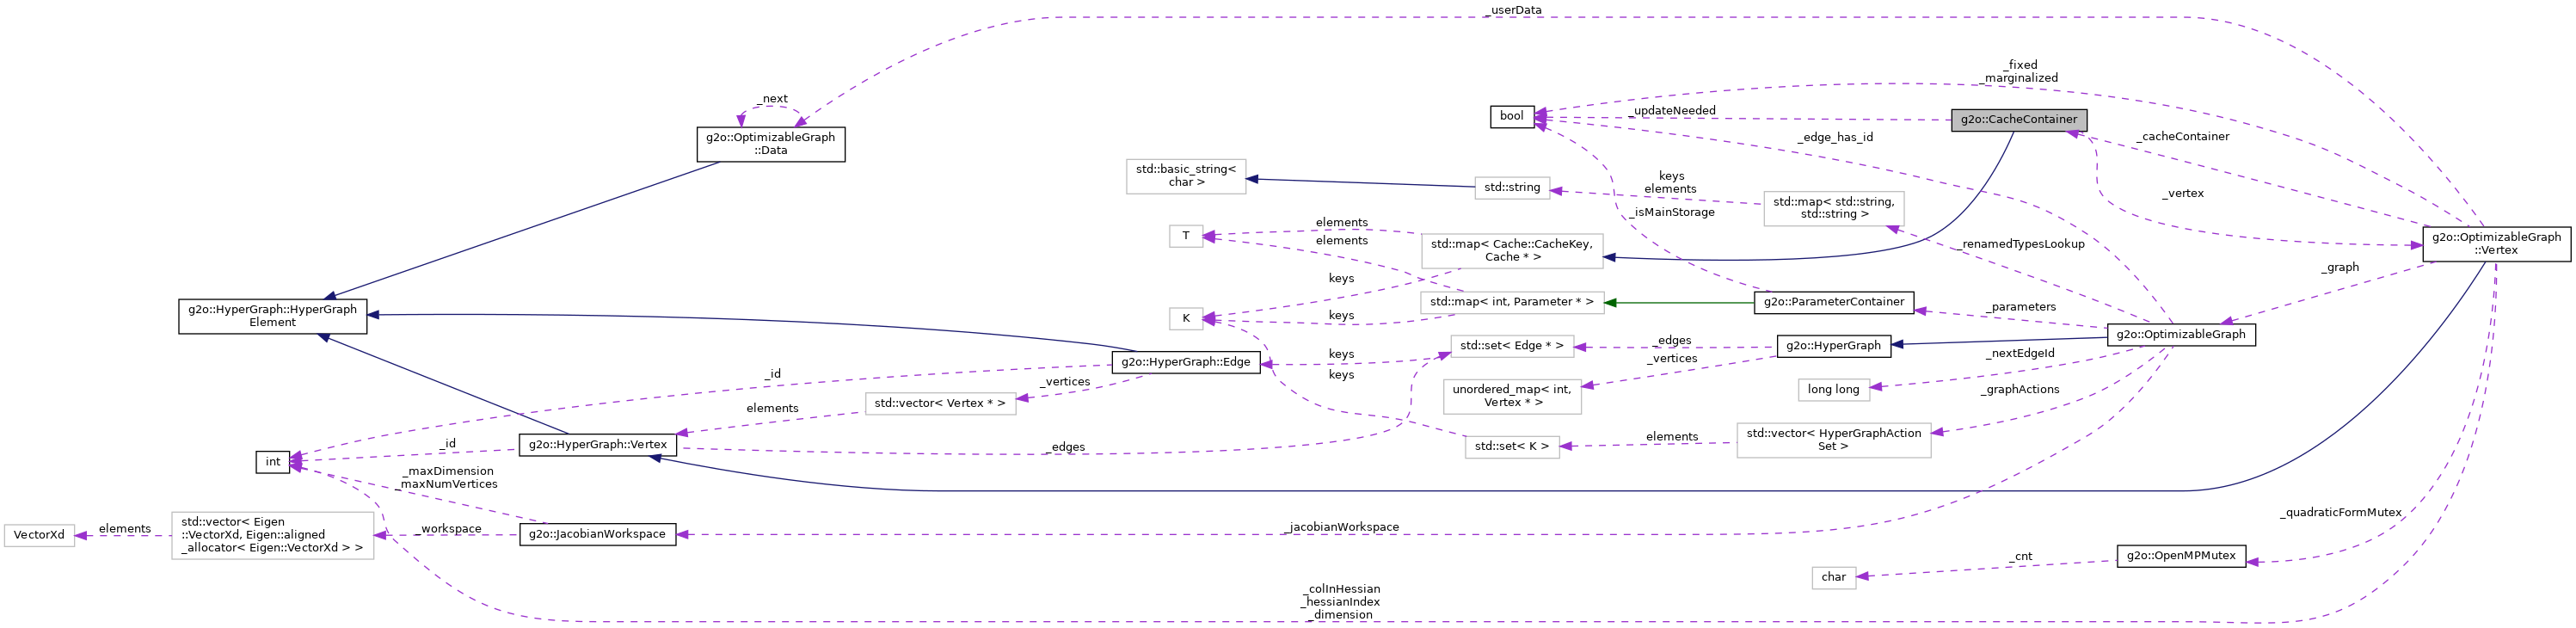 _userData
_fixed
_marginalized
_next
_updateNeeded
bool
g2o::CacheContainer
g2o::OptimizableGraph
::Data
_edge_has_id
_cacheContainer
std::basic_string<
char >
keys
elements
std::string
_vertex
std::map< std::string,
std::string >
_isMainStorage
elements
T
elements
std::map< Cache::CacheKey,
Cache * >
_renamedTypesLookup
g2o::OptimizableGraph
::Vertex
_graph
keys
std::map< int, Parameter * >
g2o::ParameterContainer
_parameters
g2o::HyperGraph::HyperGraph
Element
K
keys
g2o::OptimizableGraph
_edges
std::set< Edge * >
g2o::HyperGraph
keys
g2o::HyperGraph::Edge
_vertices
_nextEdgeId
_id
keys
_vertices
unordered_map< int,
Vertex * >
long long
_graphActions
std::vector< Vertex * >
elements
_id
g2o::HyperGraph::Vertex
_edges
std::set< K >
elements
std::vector< HyperGraphAction
Set >
int
_maxDimension
_maxNumVertices
_quadraticFormMutex
VectorXd
elements
std::vector< Eigen
::VectorXd, Eigen::aligned
_allocator< Eigen::VectorXd > >
_workspace
g2o::JacobianWorkspace
_jacobianWorkspace
_cnt
g2o::OpenMPMutex
char
_colInHessian
_hessianIndex
_dimension